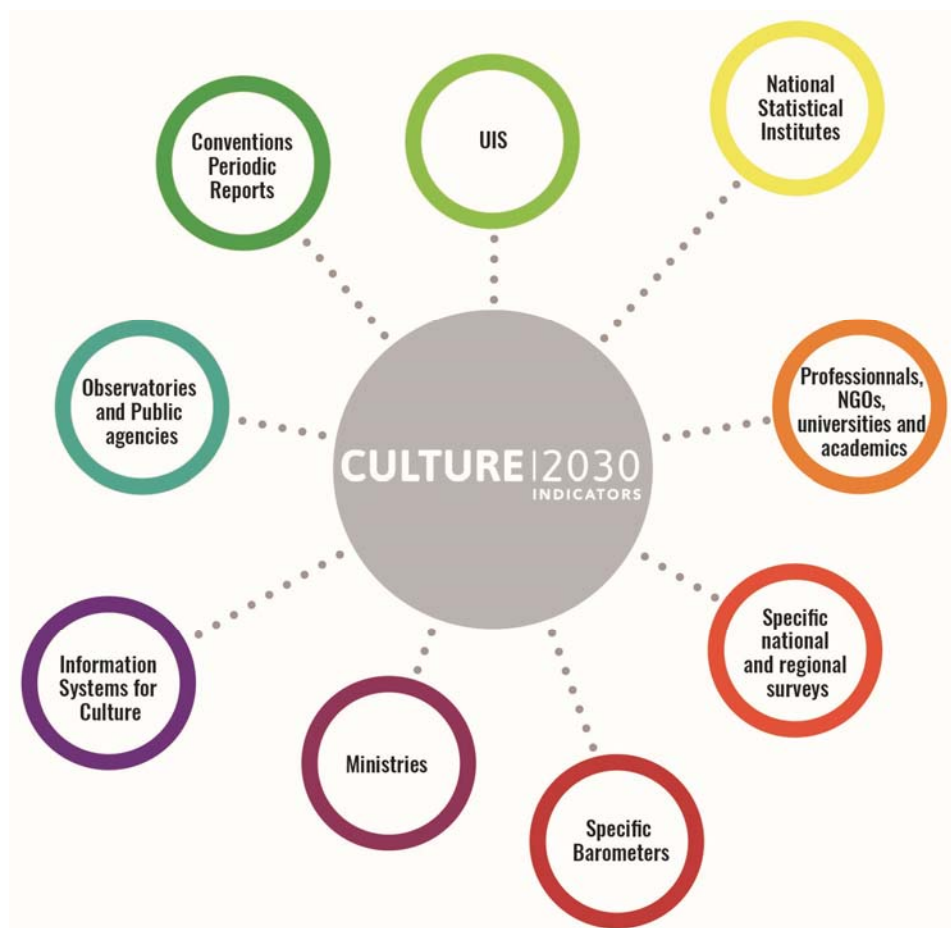 Conventions
Periodic
Reports
UIS
National
Statistical
Institutes
Observatories
and Public
agencies
Professionnals,
NGOs,
universities and
academics
CULTURE|2030
INDICATORS
Information
Systems for
Culture
Ministries
Specific
Barometers
Specific
national
and regional
surveys